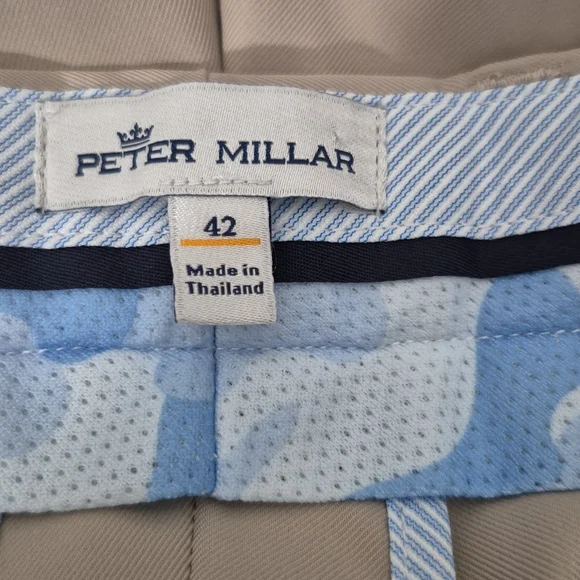 PETER MILLAR
42
Made in
Thailand